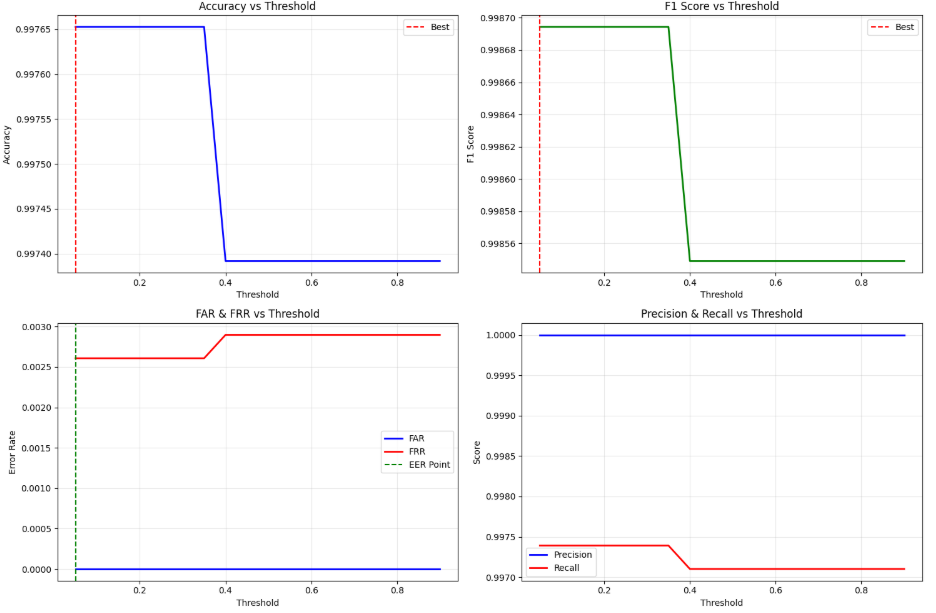 Accuracy vs Threshold
Accuracy
0.99765
0.99760
0.99755
0.99750
0.99745
0.99740
0.2 0.4 0.6 0.8
Threshold
Best
F1 Score vs Threshold
F1 Score
0.99870
0.99868
0.99866
0.99864
0.99862
0.99860
0.99858
0.99856
0.2 0.4 0.6 0.8
Threshold
Best
FAR & FRR vs Threshold
Error Rate
0.0030
0.0025
0.0020
0.0015
0.0010
0.0005
0.0000
0.2 0.4 0.6 0.8
Threshold
FAR
FRR
EER Point
Precision & Recall vs Threshold
Score
1.0000
0.9995
0.9990
0.9985
0.9980
0.9975
0.9970
0.2 0.4 0.6 0.8
Threshold
Precision
Recall